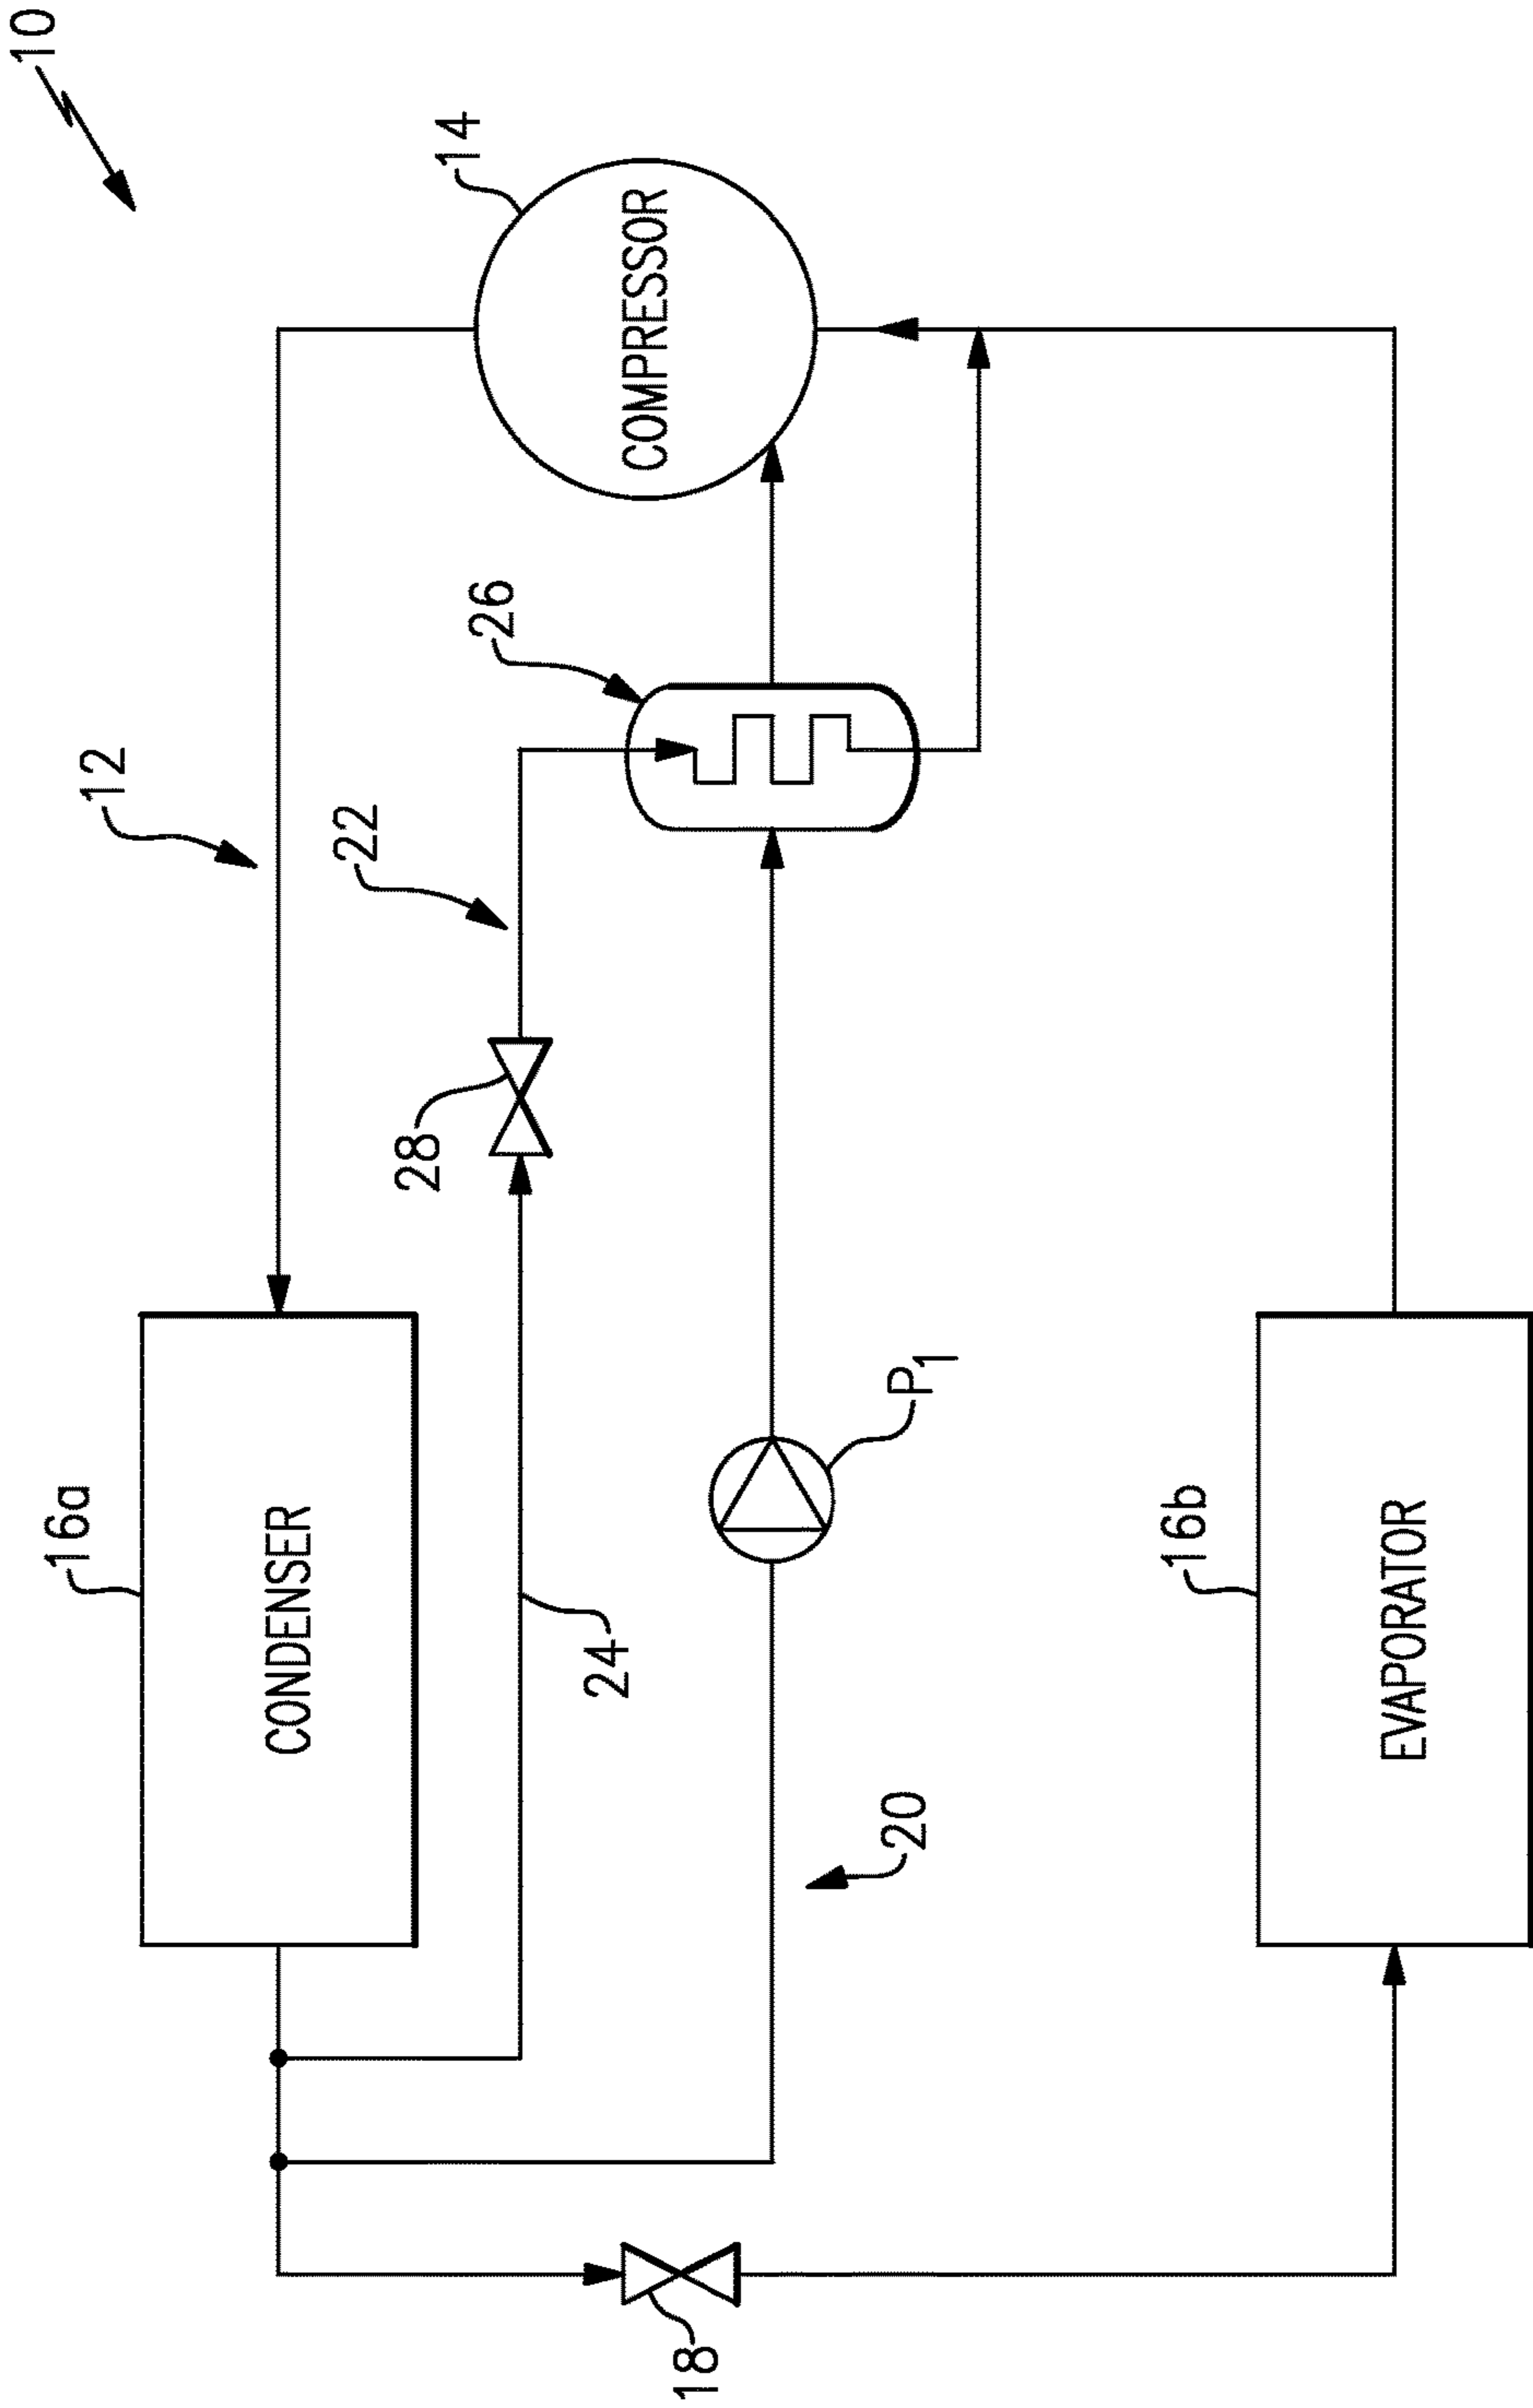 10
12
14
COMPRESSOR
16a
CONDENSER
22
26
28
24
P1
20
16b
EVAPORATOR
18